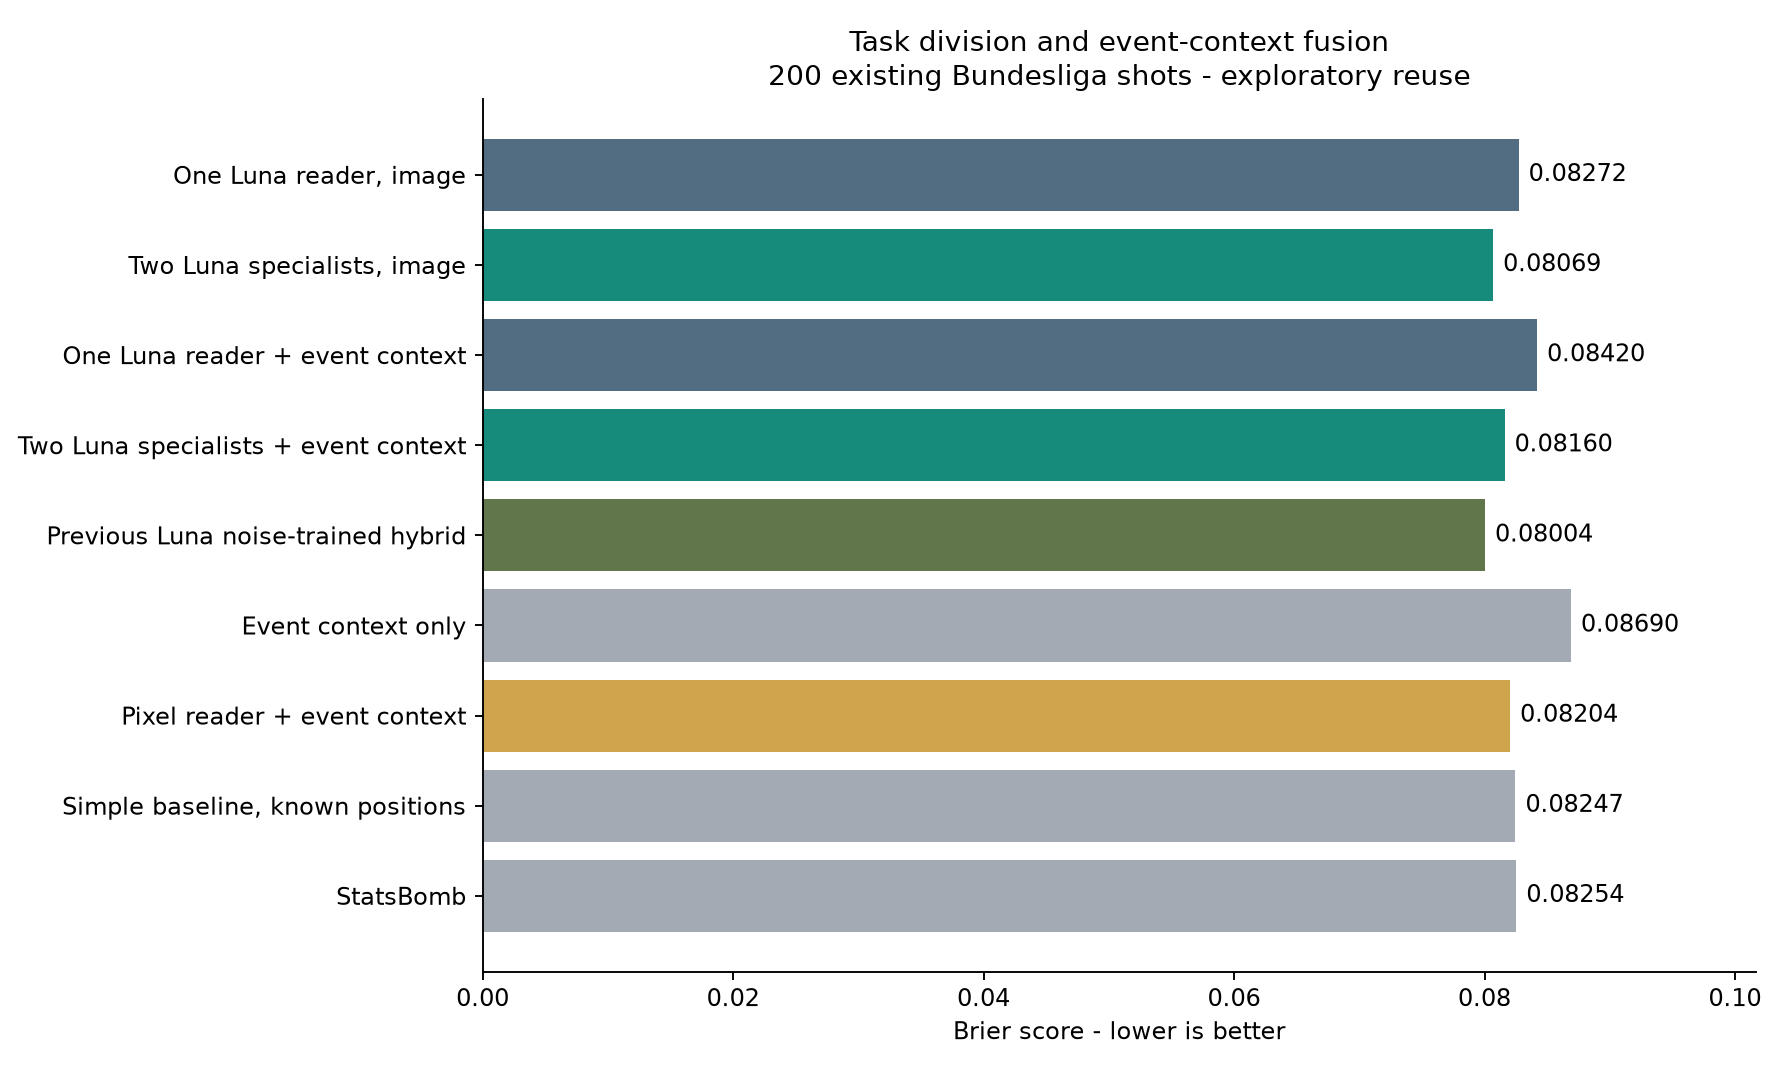 Task division and event-context fusion
200 existing Bundesliga shots - exploratory reuse
One Luna reader, image
0.08272
Two Luna specialists, image
0.08069
One Luna reader + event context
0.08420
Two Luna specialists + event context
0.08160
Previous Luna noise-trained hybrid
0.08004
Event context only
0.08690
Pixel reader + event context
0.08204
Simple baseline, known positions
0.08247
StatsBomb
0.08254
0.00 0.02 0.04 0.06 0.08 0.10
Brier score - lower is better